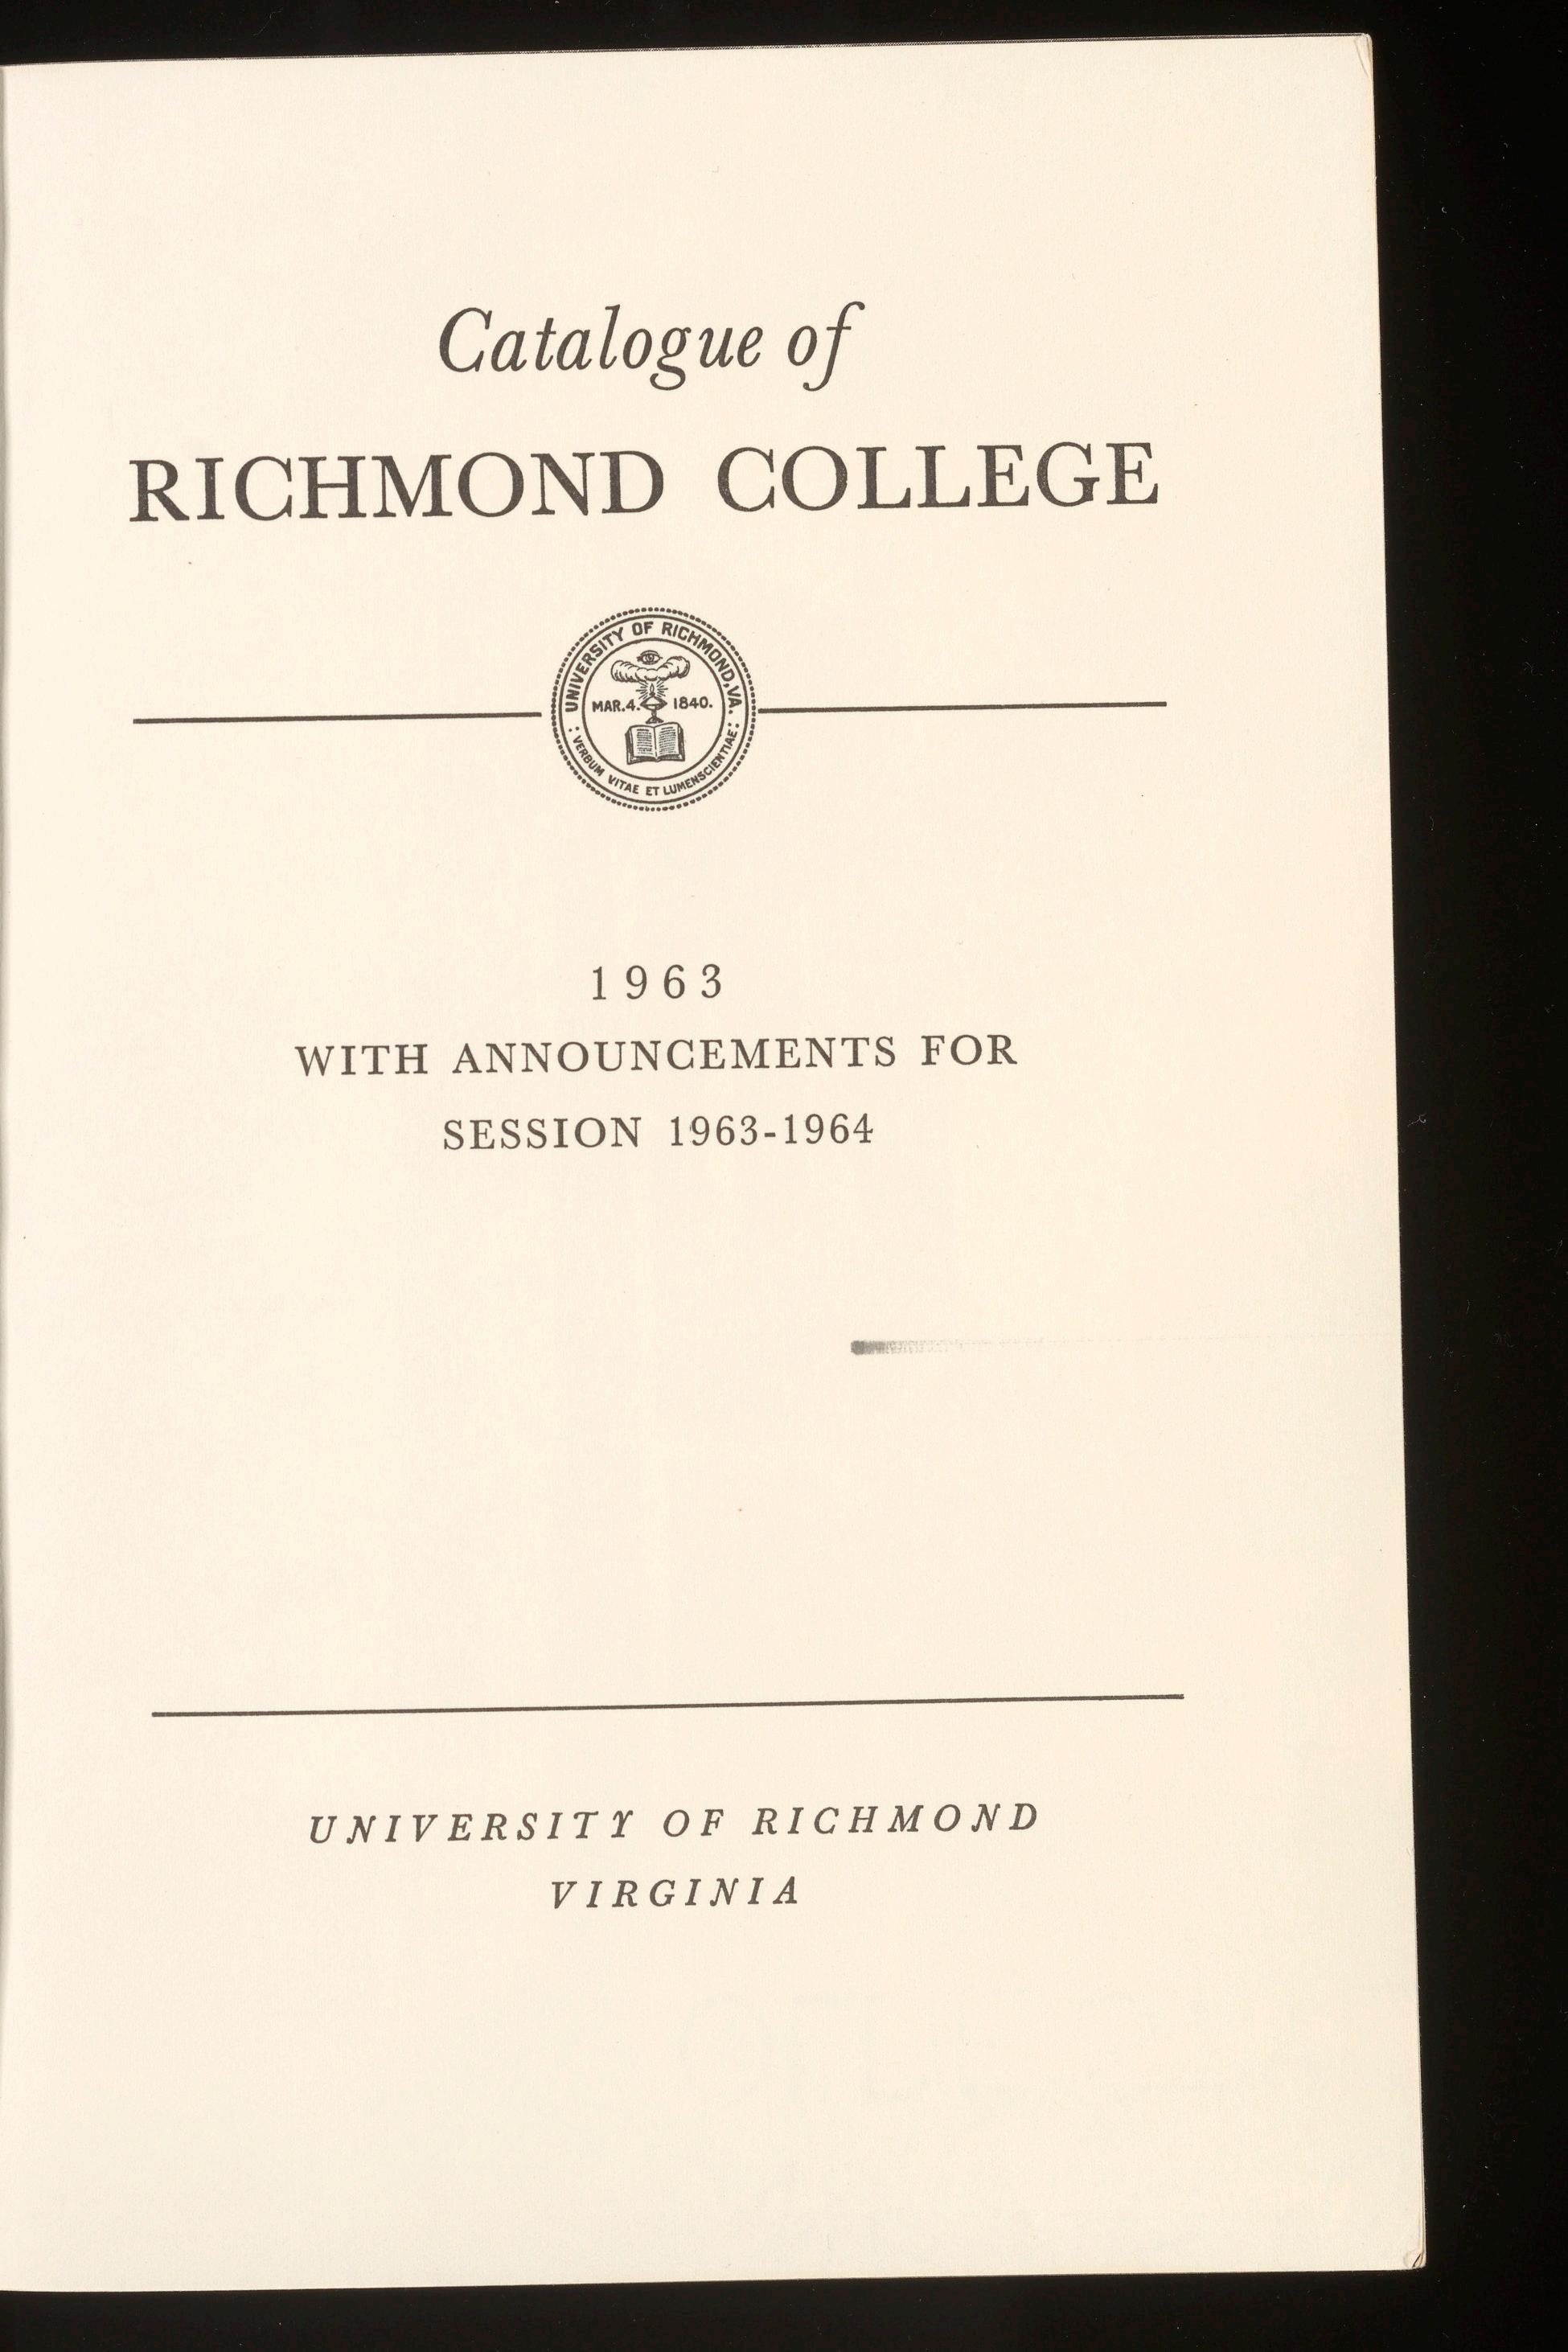 Catalogue of
RICHMOND COLLEGE
UNIVERSITY OF RICHMOND, VA.
MAR. 4. 1840.
: VERBUM VITAE ET LUMEN SCIENTIAE :
1963
WITH ANNOUNCEMENTS FOR
SESSION 1963-1964
UNIVERSITY OF RICHMOND
VIRGINIA